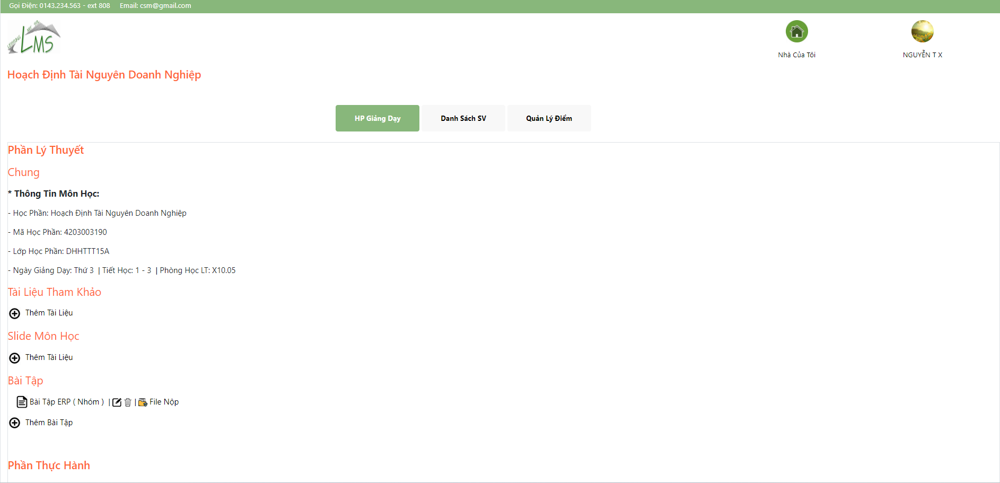 Gọi Điện: 0143.234.563 - ext 808 Email: csm@gmail.com
LMS
Nhà Của Tôi
NGUYỄN T X
Hoạch Định Tài Nguyên Doanh Nghiệp
HP Giảng Dạy
Danh Sách SV
Quản Lý Điểm
Phần Lý Thuyết
Chung
* Thông Tin Môn Học:
- Học Phần: Hoạch Định Tài Nguyên Doanh Nghiệp
- Mã Học Phần: 4203003190
- Lớp Học Phần: DHHTTT15A
- Ngày Giảng Dạy: Thứ 3 | Tiết Học: 1 - 3 | Phòng Học LT: X10.05
Tài Liệu Tham Khảo
Thêm Tài Liệu
Slide Môn Học
Thêm Tài Liệu
Bài Tập
Bài Tập ERP ( Nhóm ) | | File Nộp
Thêm Bài Tập
Phần Thực Hành